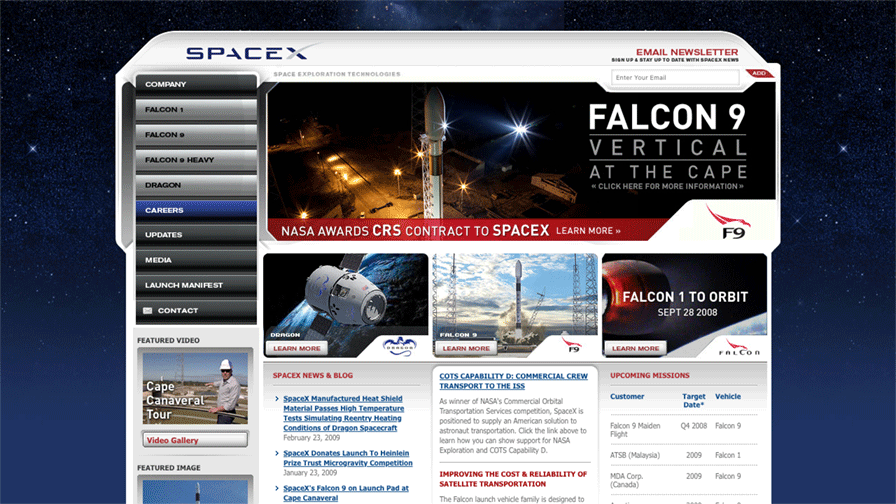 SPACEX
EMAIL NEWSLETTER
SIGN UP & STAY UP TO DATE WITH SPACEX NEWS
SPACE EXPLORATION TECHNOLOGIES
Enter Your Email
ADD
COMPANY
FALCON 1
FALCON 9
FALCON 9 HEAVY
DRAGON
CAREERS
UPDATES
MEDIA
LAUNCH MANIFEST
CONTACT
FALCON 9
VERTICAL
AT THE CAPE
« CLICK HERE FOR MORE INFORMATION »
NASA AWARDS CRS CONTRACT TO SPACEX LEARN MORE »
F9
DRAGON
LEARN MORE
DRAGON
FALCON 9
LEARN MORE
F9
FALCON 1 TO ORBIT
SEPT 28 2008
LEARN MORE
FALCON
FEATURED VIDEO
Cape
Canaveral
Tour
Video Gallery
FEATURED IMAGE
SPACEX NEWS & BLOG
SpaceX Manufactured Heat Shield
Material Passes High Temperature
Tests Simulating Reentry Heating
Conditions of Dragon Spacecraft
February 23, 2009
SpaceX Donates Launch To Heinlein
Prize Trust Microgravity Competition
January 23, 2009
SpaceX's Falcon 9 on Launch Pad at
Cape Canaveral
COTS CAPABILITY D: COMMERCIAL CREW
TRANSPORT TO THE ISS
As winner of NASA's Commercial Orbital
Transportation Services competition, SpaceX is
positioned to supply an American solution to
astronaut transportation. Click the link above to
learn how you can show support for NASA
Exploration and COTS Capability D.
IMPROVING THE COST & RELIABILITY OF
SATELLITE TRANSPORTATION
The Falcon launch vehicle family is designed to
UPCOMING MISSIONS
Customer Target Vehicle
Date*
Falcon 9 Maiden Q4 2008 Falcon 9
Flight
ATSB (Malaysia) 2009 Falcon 1
MDA Corp. 2009 Falcon 9
(Canada)